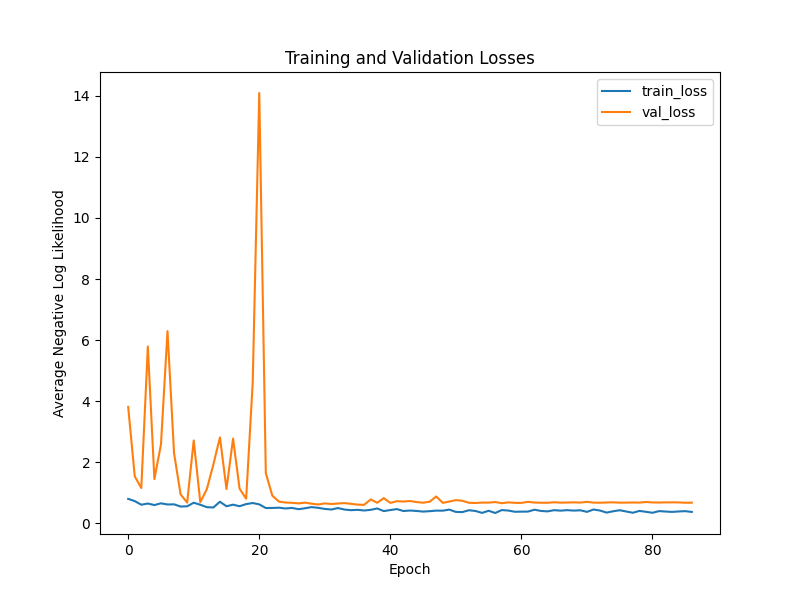 Training and Validation Losses
train_loss
val_loss
Average Negative Log Likelihood
14
12
10
8
6
4
2
0
0
20
40
60
80
Epoch